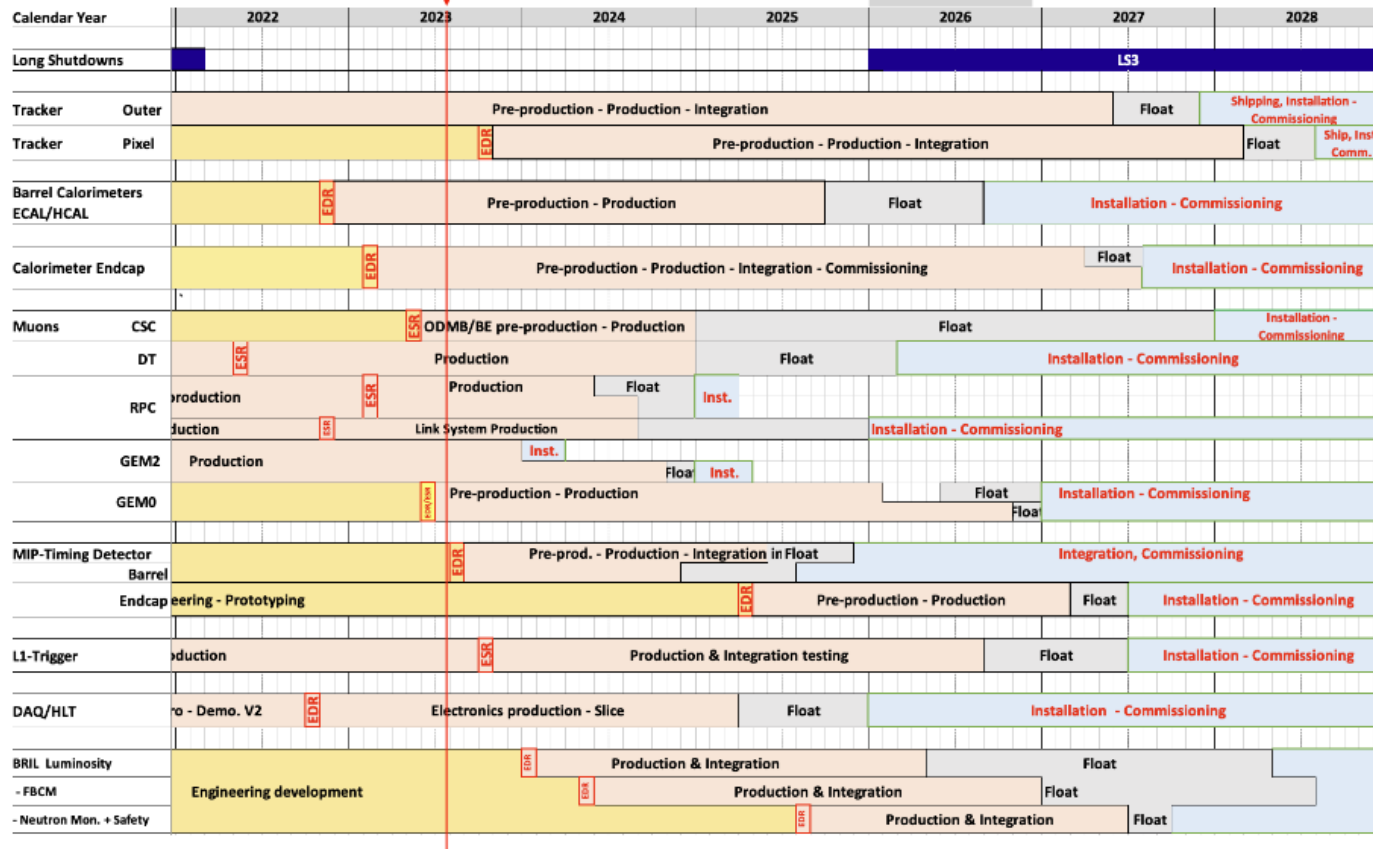 Calendar Year 2022 2023 2024 2025 2026 2027 2028
Long Shutdowns LS3
Tracker Outer Pre-production - Production - Integration Float Shipping, Installation -
Commissioning
Tracker Pixel EDR Pre-production - Production - Integration Float Ship, Inst
Comm.
Barrel Calorimeters
ECAL/HCAL EDR Pre-production - Production Float Installation - Commissioning
Calorimeter Endcap EDR Pre-production - Production - Integration - Commissioning Float Installation - Commissioning
Muons CSC ESR ODMB/BE pre-production - Production Float Installation -
Commissioning
DT ESR Production Float Installation - Commissioning
RPC roduction ESR Production Float Inst.
duction ESR Link System Production Installation - Commissioning
GEM2 Production Inst.
Float Inst.
GEM0 EDR/ESR Pre-production - Production Float Installation - Commissioning
Float
MIP-Timing Detector EDR Pre-prod. - Production - Integration in Float Integration, Commissioning
Barrel
Endcap eering - Prototyping EDR Pre-production - Production Float Installation - Commissioning
L1-Trigger duction ESR Production & Integration testing Float Installation - Commissioning
DAQ/HLT ro - Demo. V2 EDR Electronics production - Slice Float Installation - Commissioning
BRIL Luminosity EDR Production & Integration Float
- FBCM Engineering development EDR Production & Integration Float
- Neutron Mon. + Safety EDR Production & Integration Float